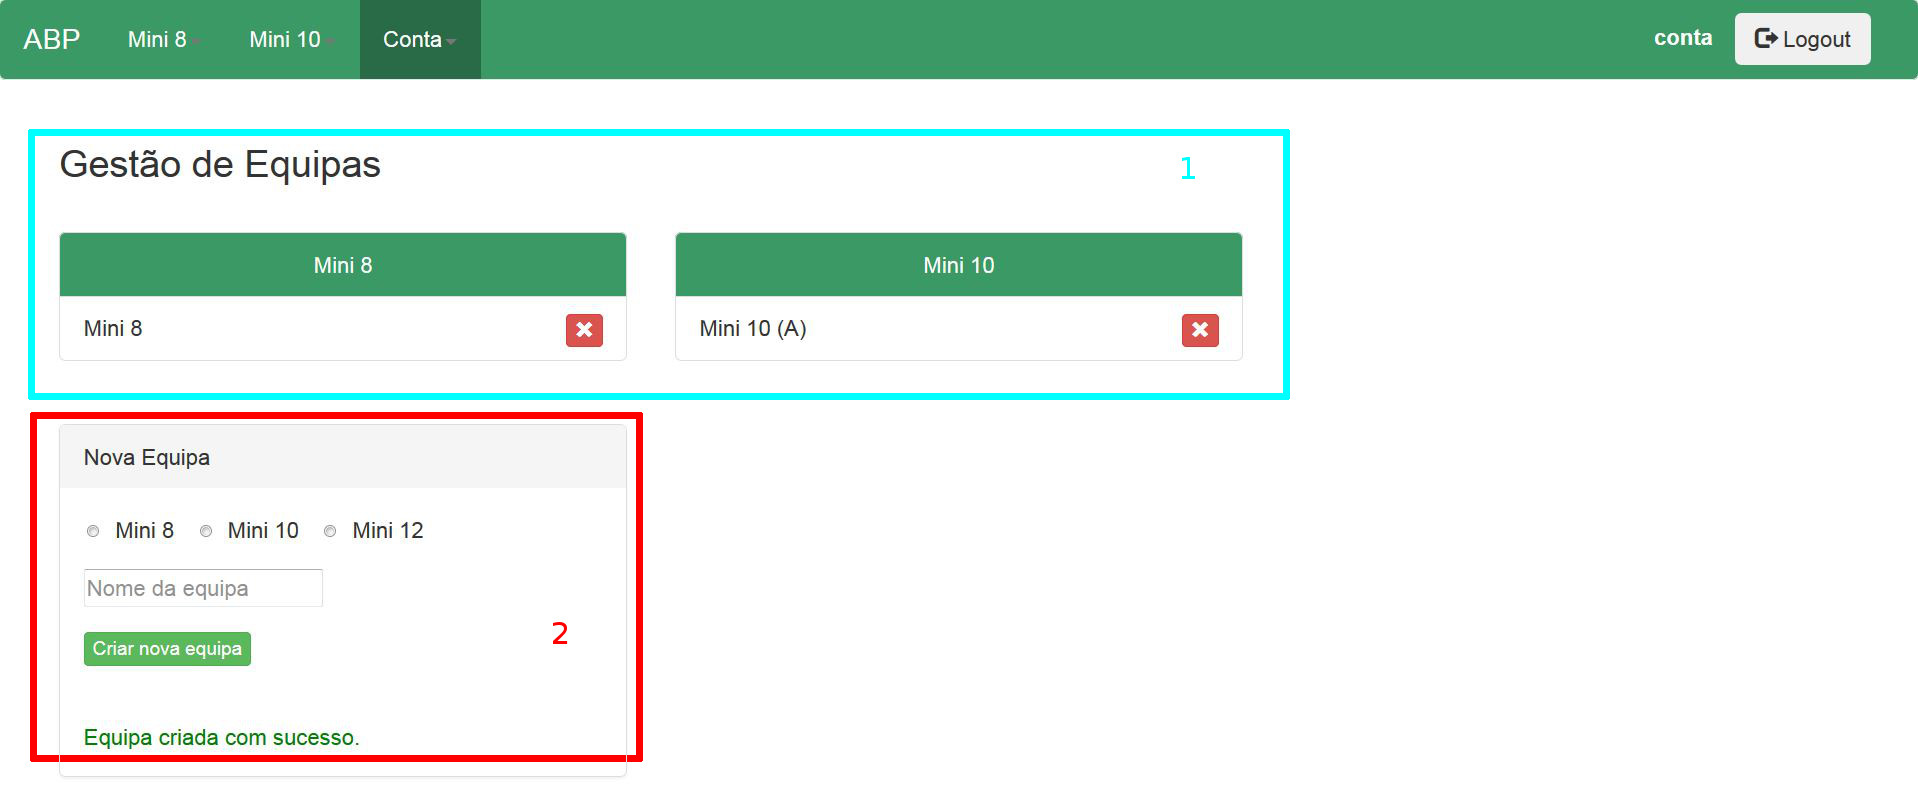 ABP Mini 8 Mini 10 Conta conta Logout
Gestão de Equipas 1
Mini 8 Mini 10
Mini 8 Mini 10 (A)
Nova Equipa
Mini 8 Mini 10 Mini 12
Nome da equipa
2
Criar nova equipa
Equipa criada com sucesso.